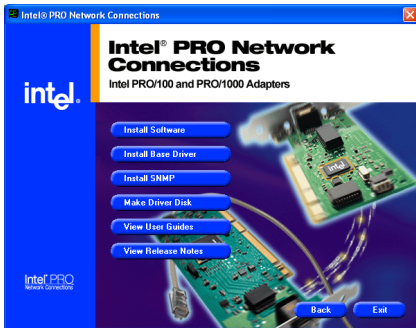 Intel® PRO Network Connections
Intel® PRO Network
Connections
Intel PRO/100 and PRO/1000 Adapters
intel.
Install Software
Install Base Driver
Install SNMP
Make Driver Disk
View User Guides
View Release Notes
intel
Intel® PRO
Network Connections
Back
Exit